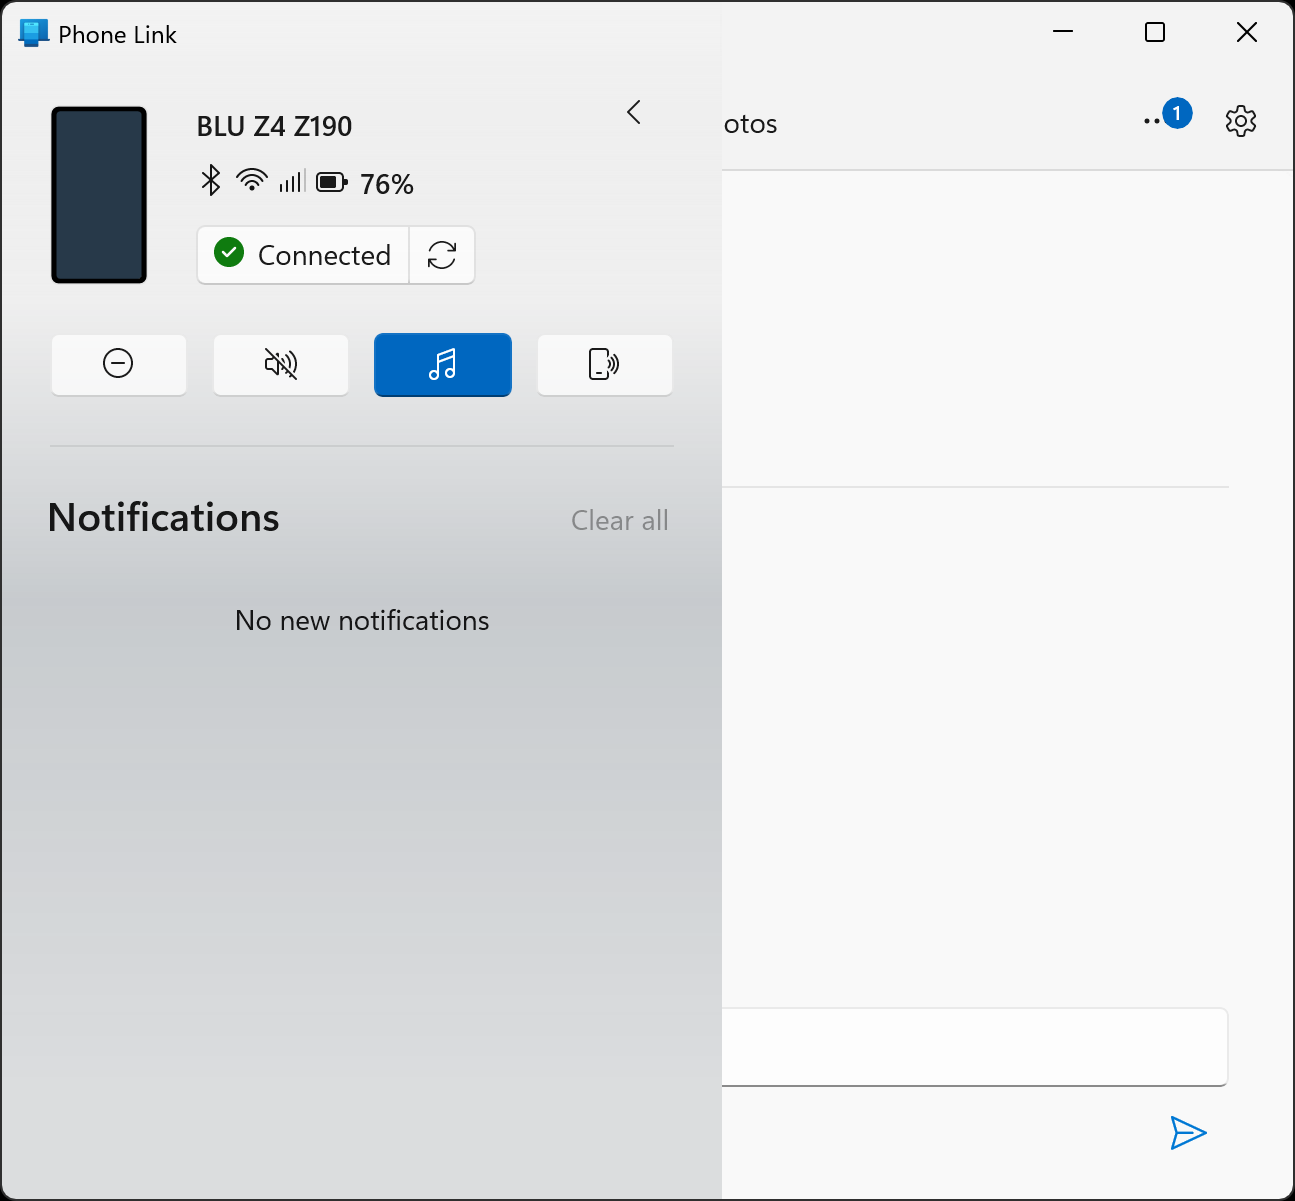 Phone Link
BLU Z4 Z190
otos
1
76%
Connected
Notifications
Clear all
No new notifications